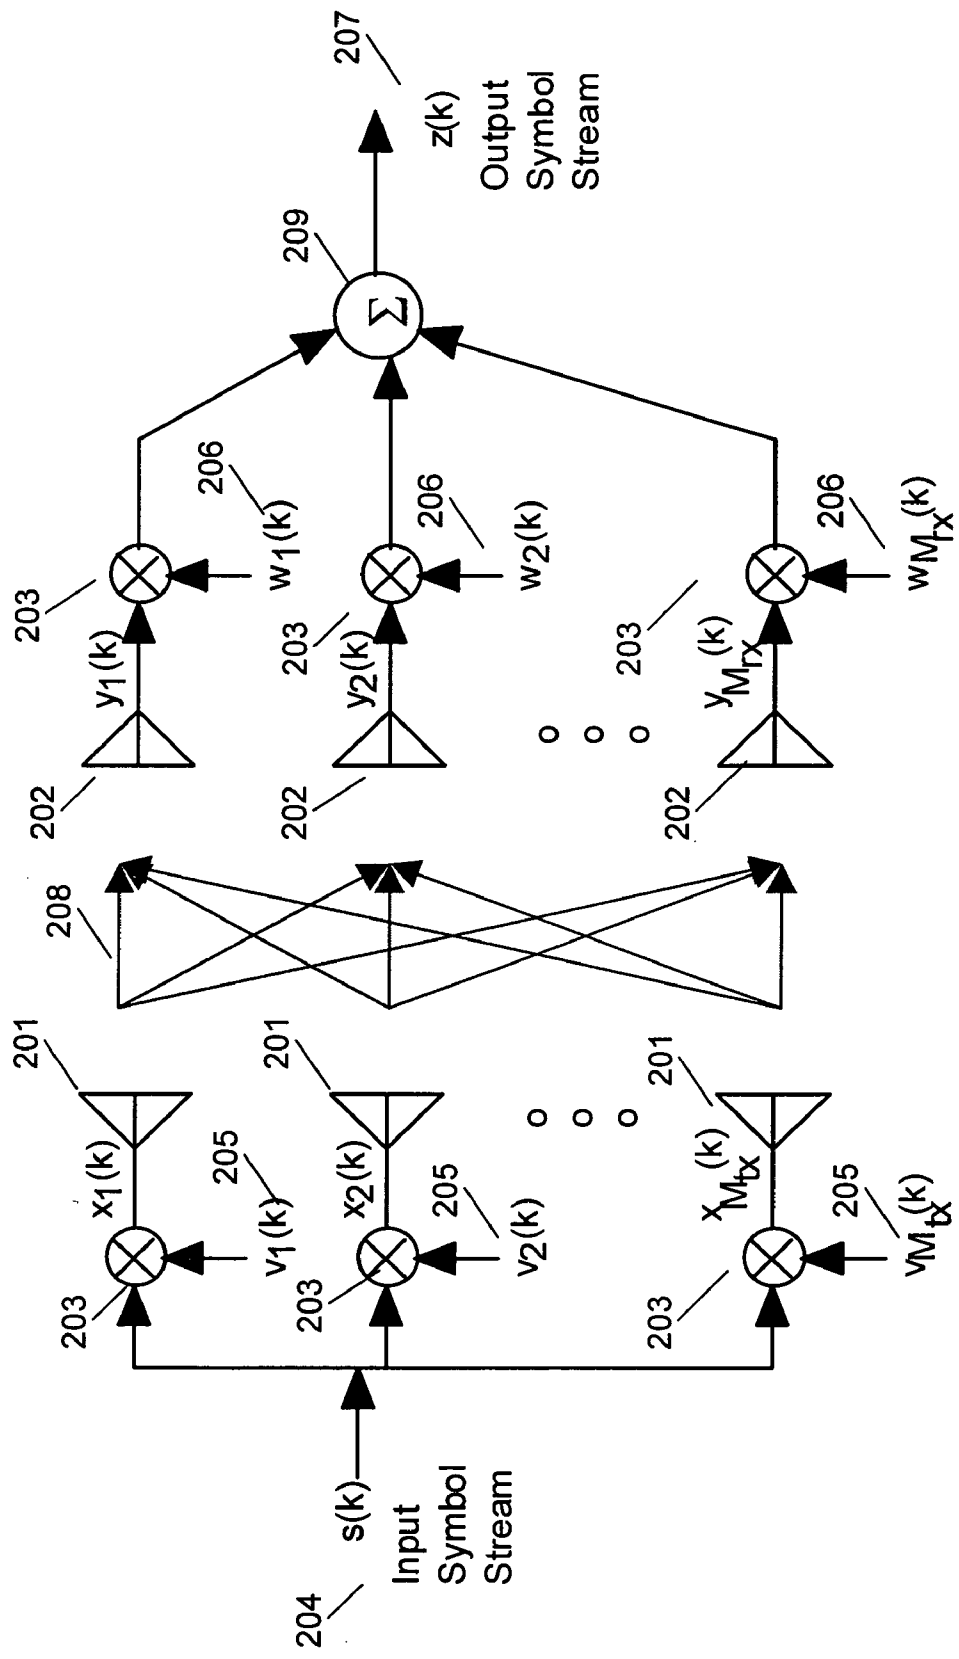 204
s(k)
Input
Symbol
Stream
203
203
203
v1(k)
205
v2(k)
205
vMtx(k)
205
x1(k)
x2(k)
xMtx(k)
201
201
201
208
202
202
202
y1(k)
y2(k)
yMrx(k)
203
203
203
w1(k)
206
w2(k)
206
wMrx(k)
206
209
Σ
207
z(k)
Output
Symbol
Stream